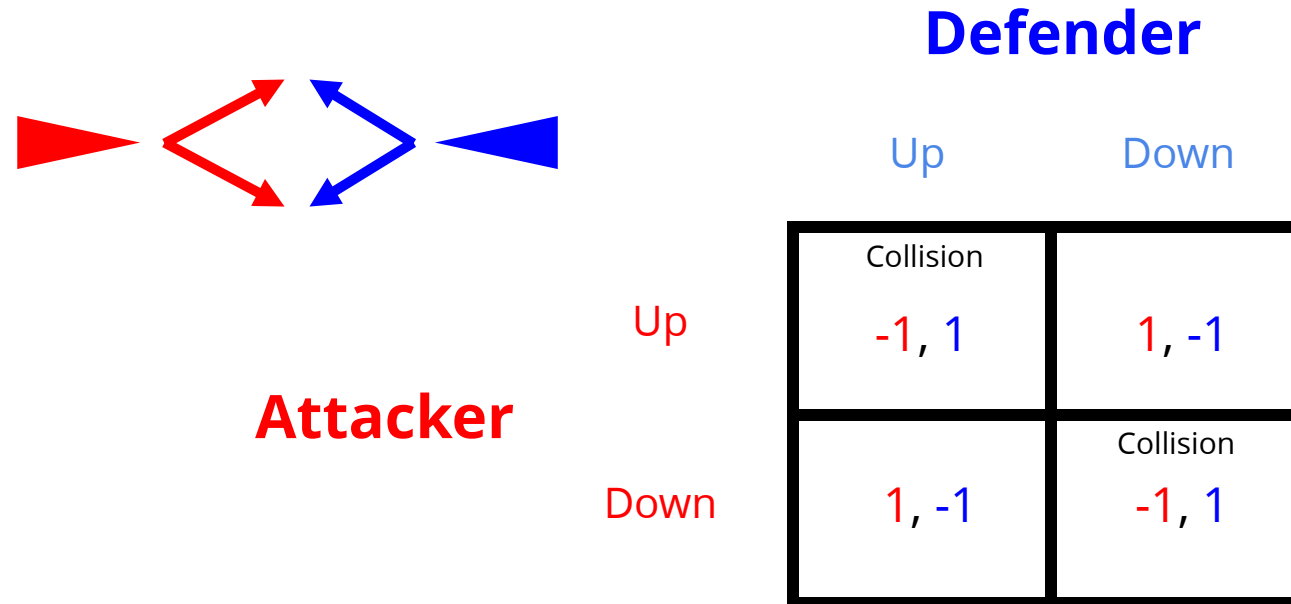 Defender
Up Down
Collision
Up -1, 1 1, -1
Attacker
Collision
Down 1, -1 -1, 1